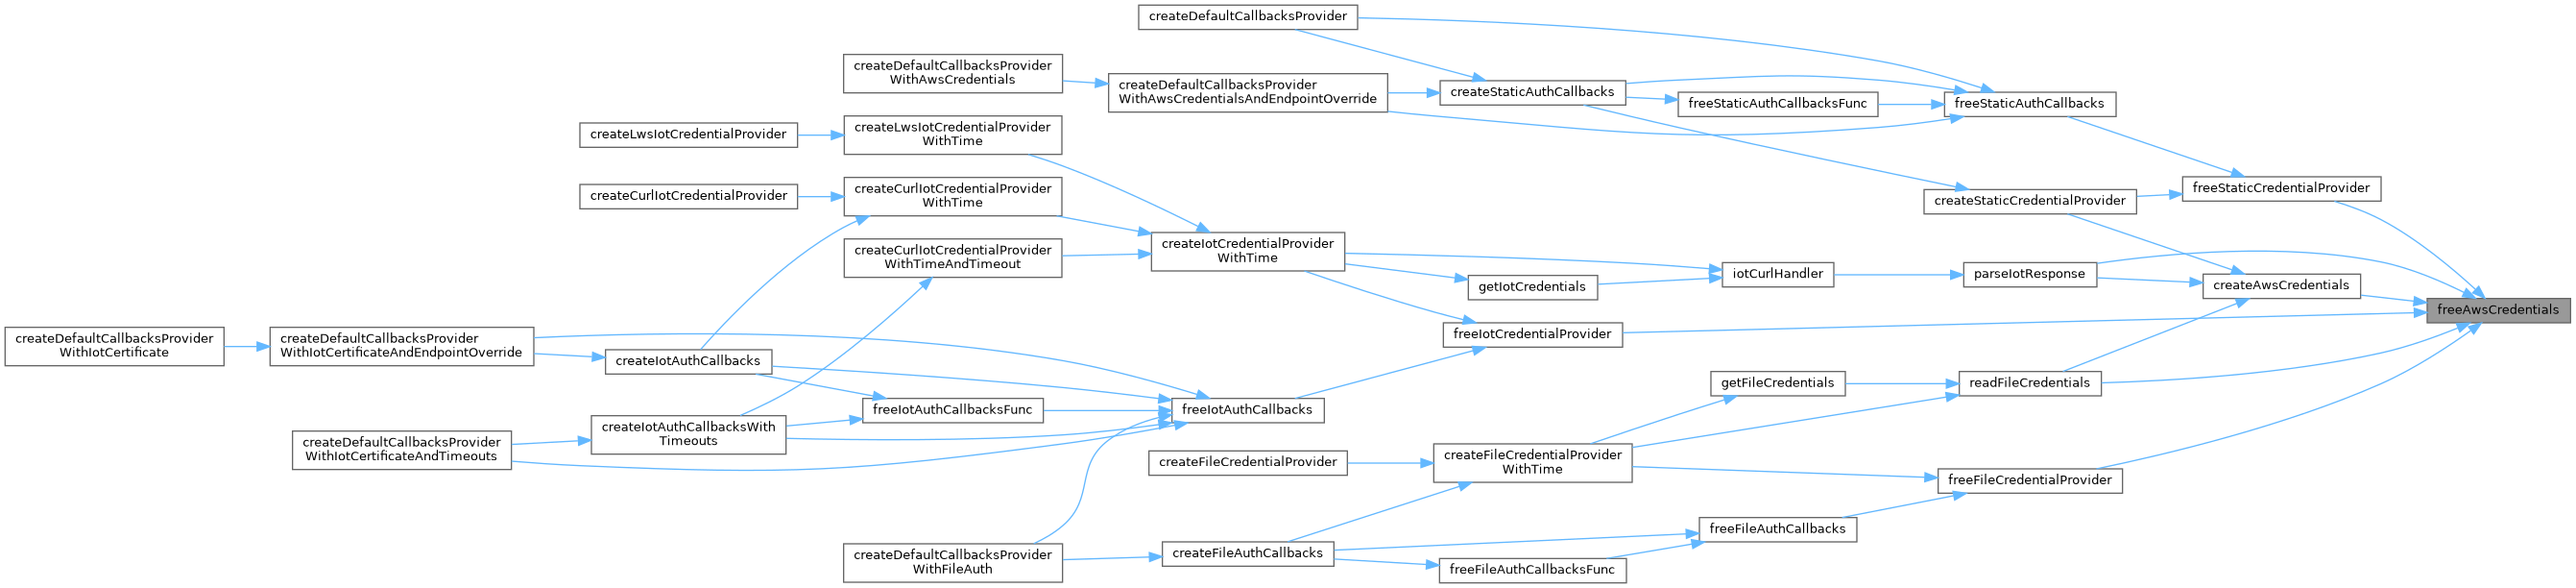 createDefaultCallbacksProvider
createDefaultCallbacksProvider
WithAwsCredentials
createDefaultCallbacksProvider
WithAwsCredentialsAndEndpointOverride
createStaticAuthCallbacks
freeStaticAuthCallbacksFunc
freeStaticAuthCallbacks
createLwsIotCredentialProvider
createLwsIotCredentialProvider
WithTime
createCurlIotCredentialProvider
createCurlIotCredentialProvider
WithTime
createStaticCredentialProvider
freeStaticCredentialProvider
createCurlIotCredentialProvider
WithTimeAndTimeout
createIotCredentialProvider
WithTime
getIotCredentials
iotCurlHandler
parseIotResponse
createAwsCredentials
freeAwsCredentials
createDefaultCallbacksProvider
WithIotCertificate
createDefaultCallbacksProvider
WithIotCertificateAndEndpointOverride
createIotAuthCallbacks
freeIotCredentialProvider
getFileCredentials
readFileCredentials
createDefaultCallbacksProvider
WithIotCertificateAndTimeouts
createIotAuthCallbacksWith
Timeouts
freeIotAuthCallbacksFunc
freeIotAuthCallbacks
createFileCredentialProvider
createFileCredentialProvider
WithTime
freeFileCredentialProvider
createDefaultCallbacksProvider
WithFileAuth
createFileAuthCallbacks
freeFileAuthCallbacksFunc
freeFileAuthCallbacks